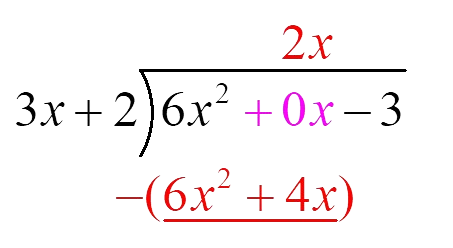 2x
3x + 2)6x² + 0x − 3
−(6x² + 4x)